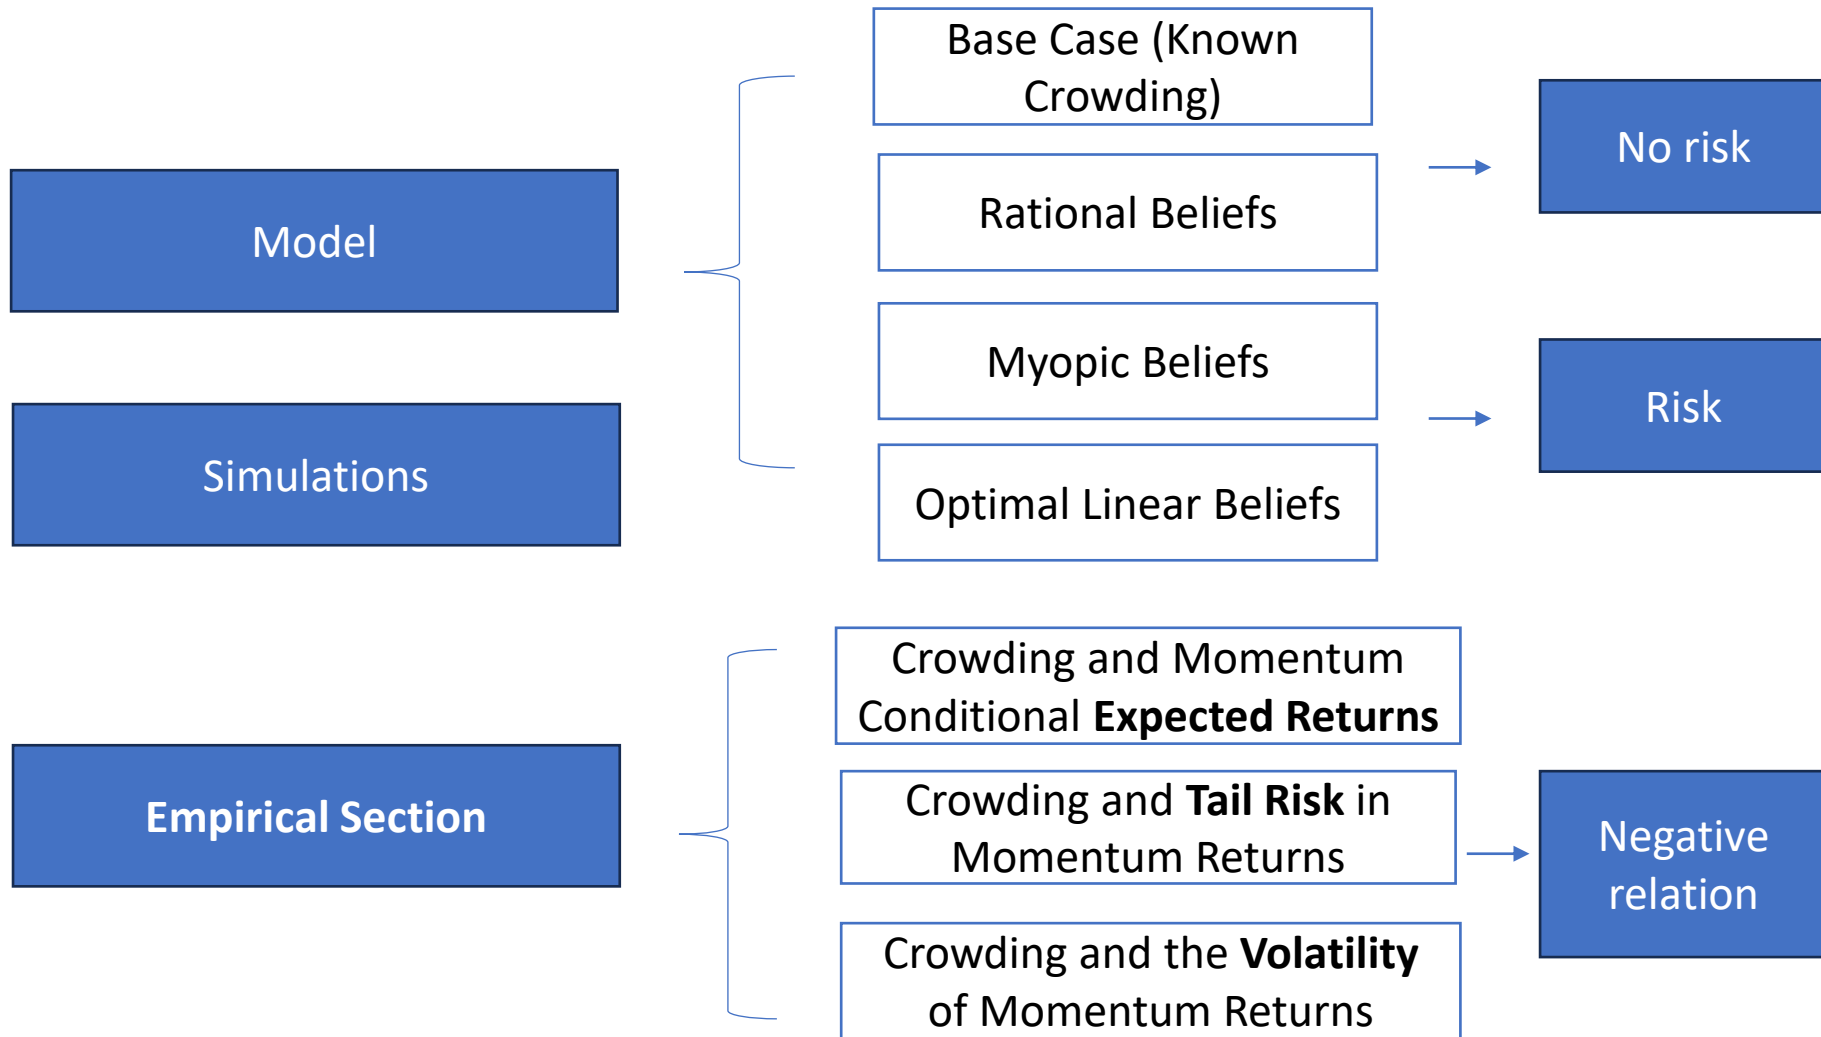 Base Case (Known
Crowding)
No risk
Model
Rational Beliefs
Myopic Beliefs
Risk
Simulations
Optimal Linear Beliefs
Crowding and Momentum
Conditional Expected Returns
Empirical Section
Crowding and Tail Risk in
Momentum Returns
Negative
relation
Crowding and the Volatility
of Momentum Returns